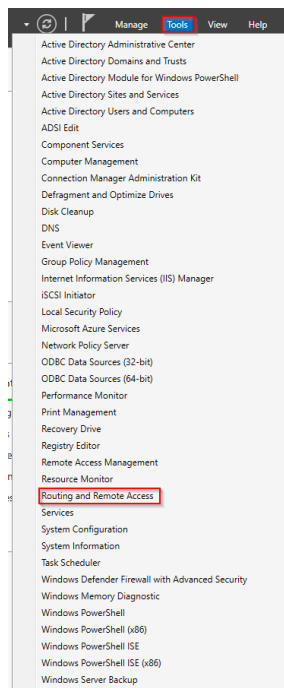 Manage Tools View Help
Active Directory Administrative Center
Active Directory Domains and Trusts
Active Directory Module for Windows PowerShell
Active Directory Sites and Services
Active Directory Users and Computers
ADSI Edit
Component Services
Computer Management
Connection Manager Administration Kit
Defragment and Optimize Drives
Disk Cleanup
DNS
Event Viewer
Group Policy Management
Internet Information Services (IIS) Manager
iSCSI Initiator
Local Security Policy
Microsoft Azure Services
Network Policy Server
ODBC Data Sources (32-bit)
ODBC Data Sources (64-bit)
Performance Monitor
Print Management
Recovery Drive
Registry Editor
Remote Access Management
Resource Monitor
Routing and Remote Access
Services
System Configuration
System Information
Task Scheduler
Windows Defender Firewall with Advanced Security
Windows Memory Diagnostic
Windows PowerShell
Windows PowerShell (x86)
Windows PowerShell ISE
Windows PowerShell ISE (x86)
Windows Server Backup